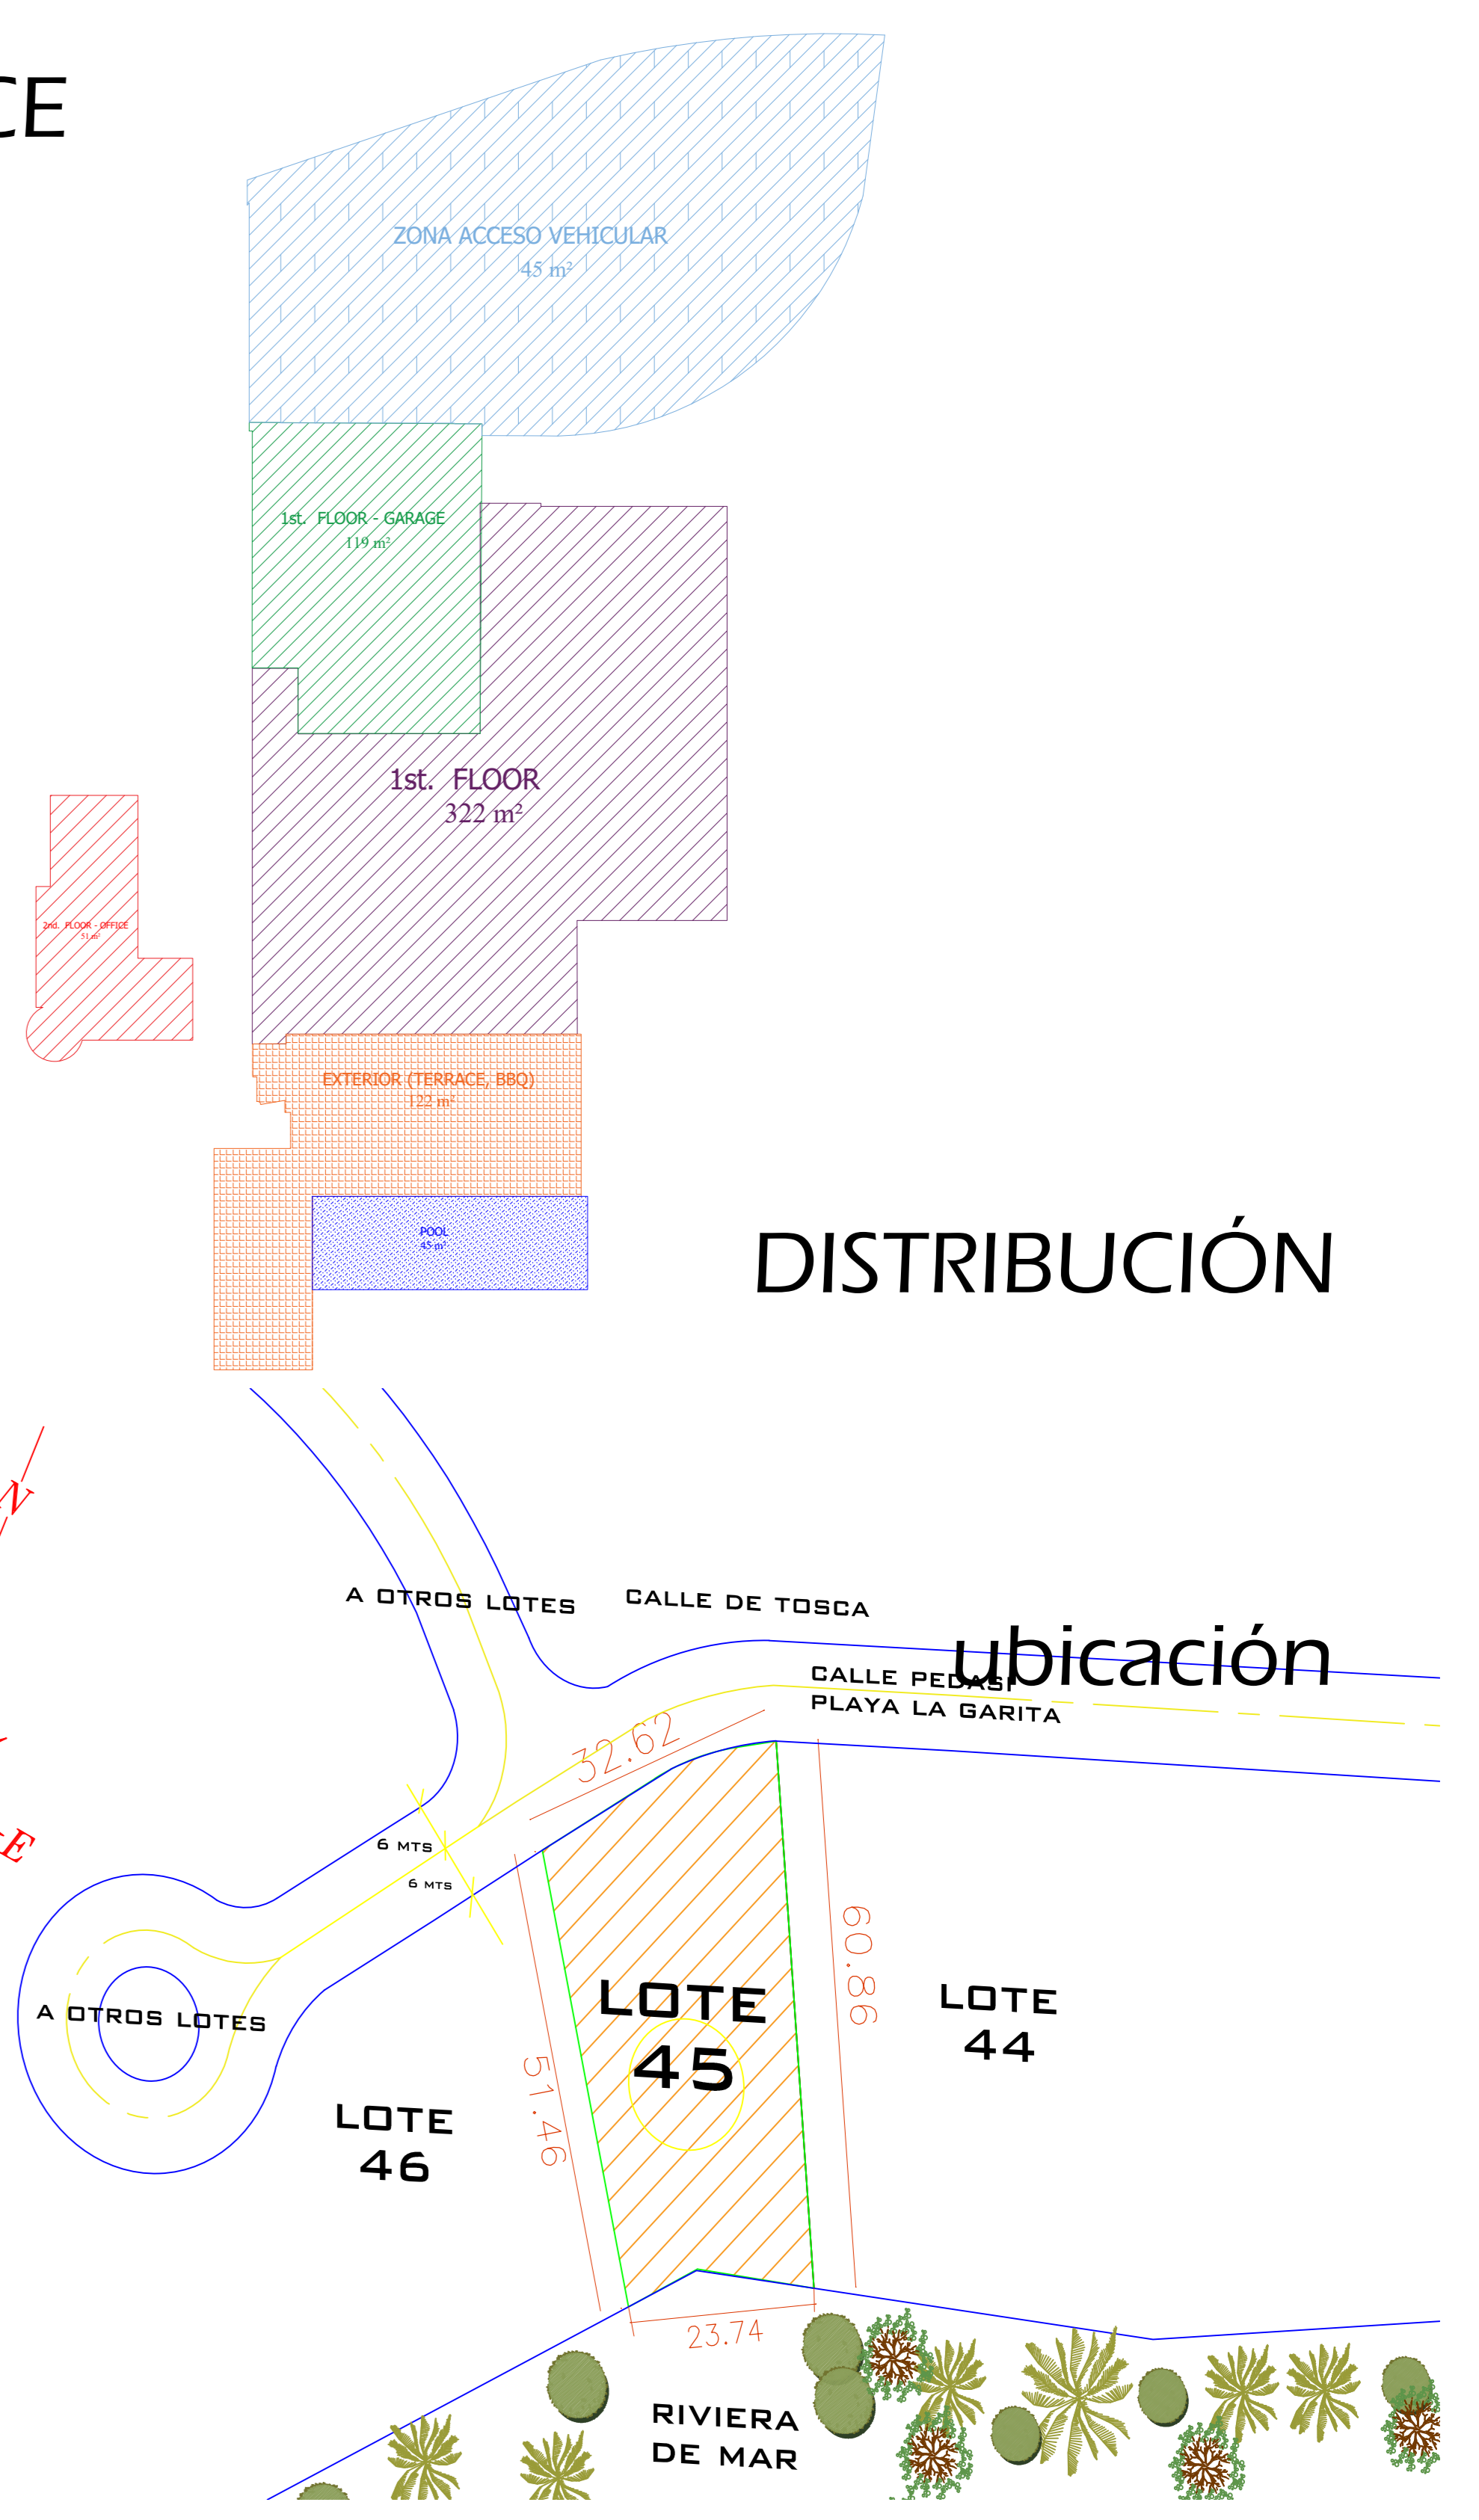 CE
ZONA ACCESO VEHICULAR
45 m²
1st. FLOOR - GARAGE
119 m²
1st. FLOOR
322 m²
2nd. FLOOR - OFFICE
51 m²
EXTERIOR (TERRACE, BBQ)
122 m²
POOL
45 m²
DISTRIBUCIÓN
N
A OTROS LOTES
CALLE DE TOSCA
ubicación
CALLE PEDASI
PLAYA LA GARITA
32.62
6 MTS
6 MTS
E
60.86
LOTE
45
LOTE
44
A OTROS LOTES
51.46
LOTE
46
23.74
RIVIERA
DE MAR